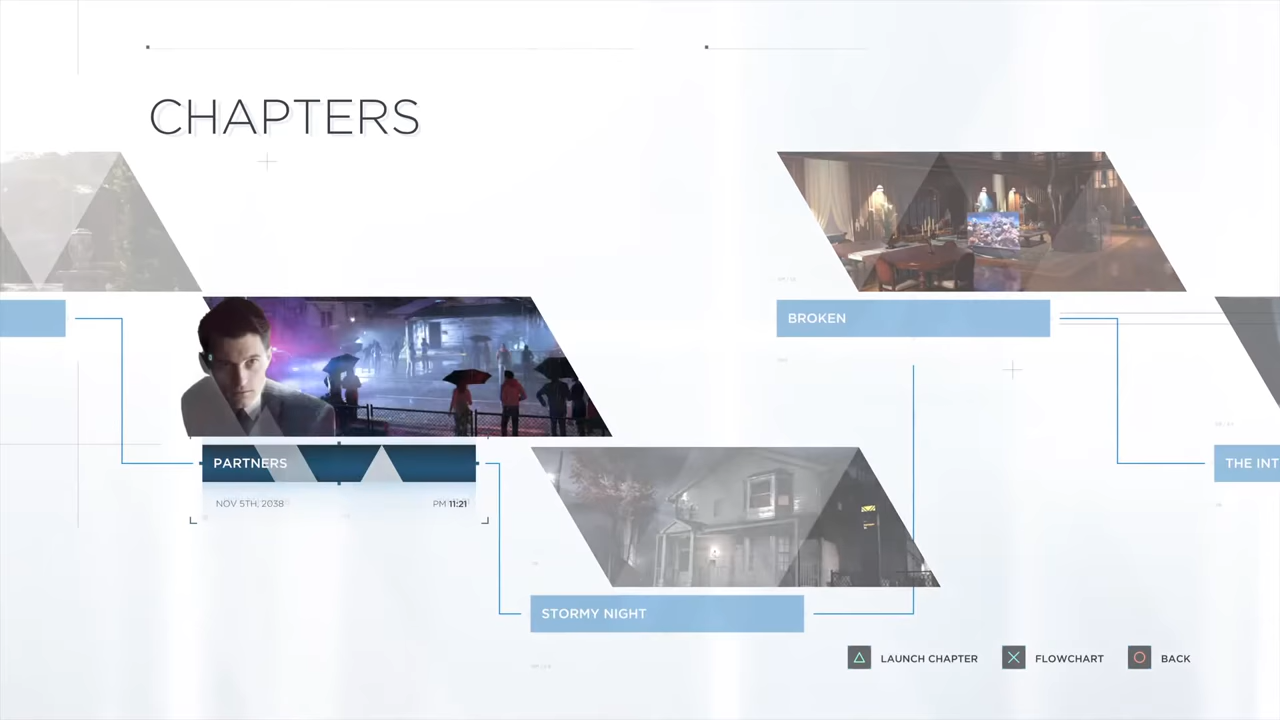 CHAPTERS
BROKEN
PARTNERS
THE INT
NOV 5TH, 2038
PM 11:21
STORMY NIGHT
LAUNCH CHAPTER
FLOWCHART
BACK